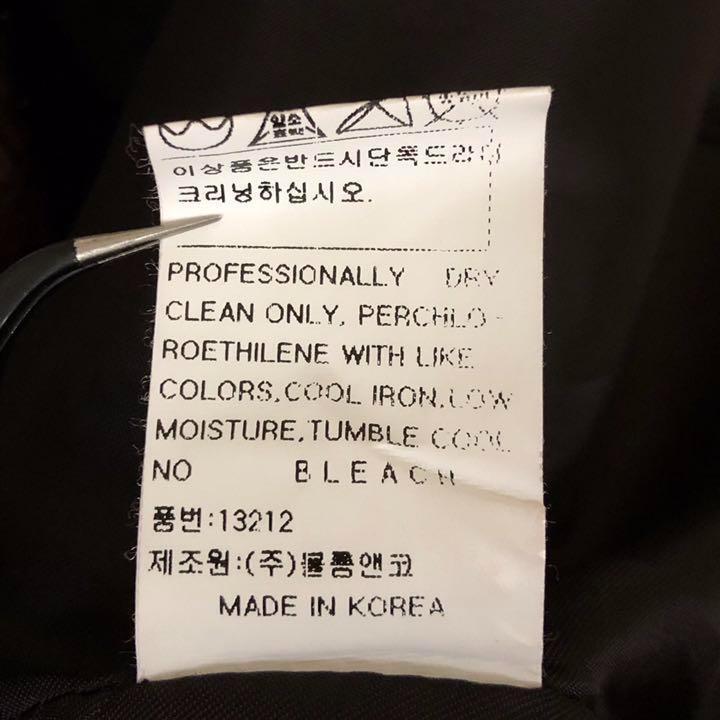 이상품은반드시단독드라이
크리닝하십시오.
PROFESSIONALLY DRY
CLEAN ONLY, PERCHLO-
ROETHILENE WITH LIKE
COLORS,COOL IRON.LOW
MOISTURE,TUMBLE COOL
NO BLEACH
품번:13212
제조원:(주)
MADE IN KOREA